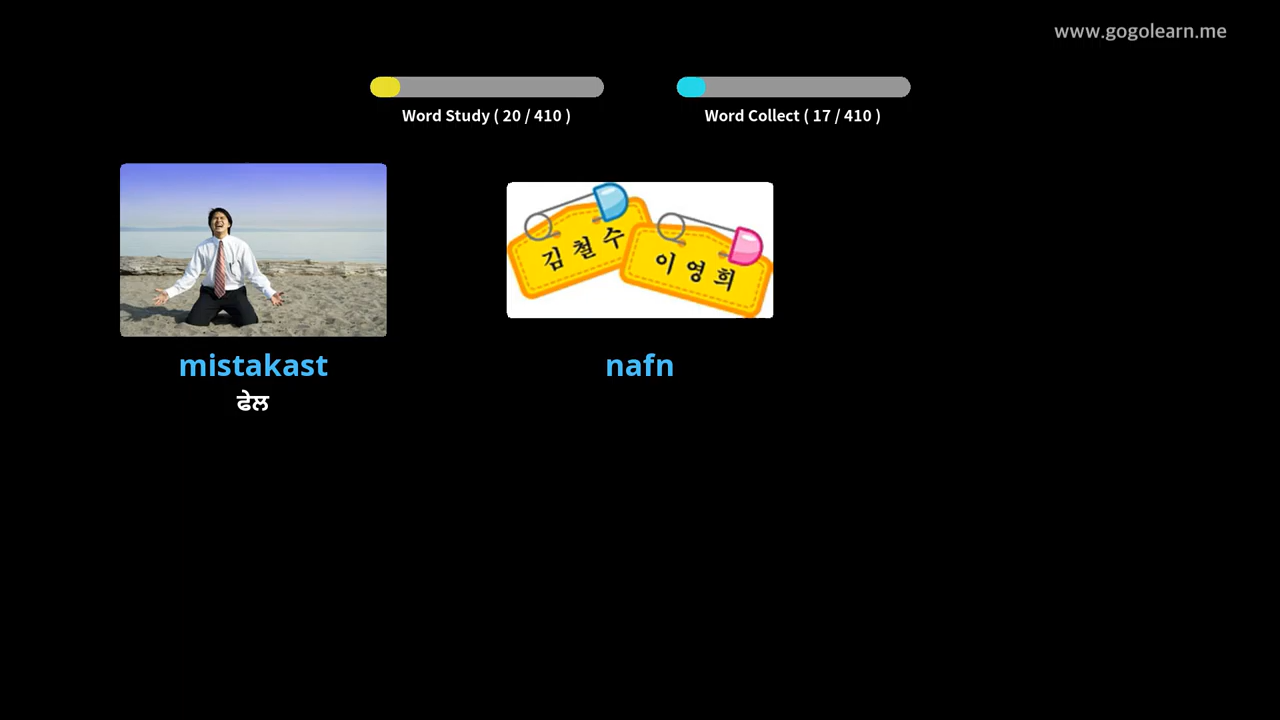 www.gogolearn.me
Word Study ( 20 / 410 )
Word Collect ( 17 / 410 )
김철수
이영희
mistakast
nafn
ਫੇਲ